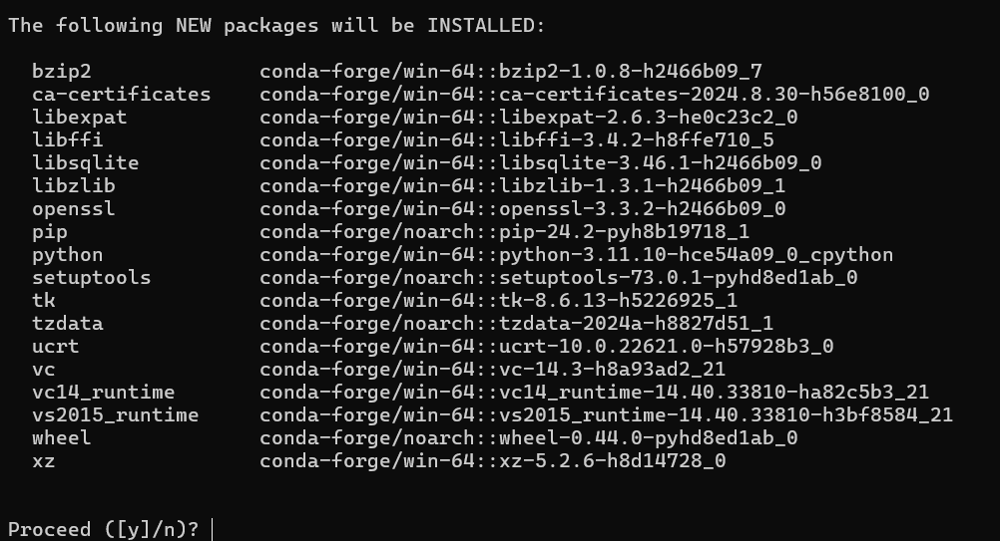 The following NEW packages will be INSTALLED:
bzip2 conda-forge/win-64::bzip2-1.0.8-h2466b09_7
ca-certificates conda-forge/win-64::ca-certificates-2024.8.30-h56e8100_0
libexpat conda-forge/win-64::libexpat-2.6.3-he0c23c2_0
libffi conda-forge/win-64::libffi-3.4.2-h8ffe710_5
libsqlite conda-forge/win-64::libsqlite-3.46.1-h2466b09_0
libzlib conda-forge/win-64::libzlib-1.3.1-h2466b09_1
openssl conda-forge/win-64::openssl-3.3.2-h2466b09_0
pip conda-forge/noarch::pip-24.2-pyh8b19718_1
python conda-forge/win-64::python-3.11.10-hce54a09_0_cpython
setuptools conda-forge/noarch::setuptools-73.0.1-pyhd8ed1ab_0
tk conda-forge/win-64::tk-8.6.13-h5226925_1
tzdata conda-forge/noarch::tzdata-2024a-h8827d51_1
ucrt conda-forge/win-64::ucrt-10.0.22621.0-h57928b3_0
vc conda-forge/win-64::vc-14.3-h8a93ad2_21
vc14_runtime conda-forge/win-64::vc14_runtime-14.40.33810-ha82c5b3_21
vs2015_runtime conda-forge/win-64::vs2015_runtime-14.40.33810-h3bf8584_21
wheel conda-forge/noarch::wheel-0.44.0-pyhd8ed1ab_0
xz conda-forge/win-64::xz-5.2.6-h8d14728_0
Proceed ([y]/n)?